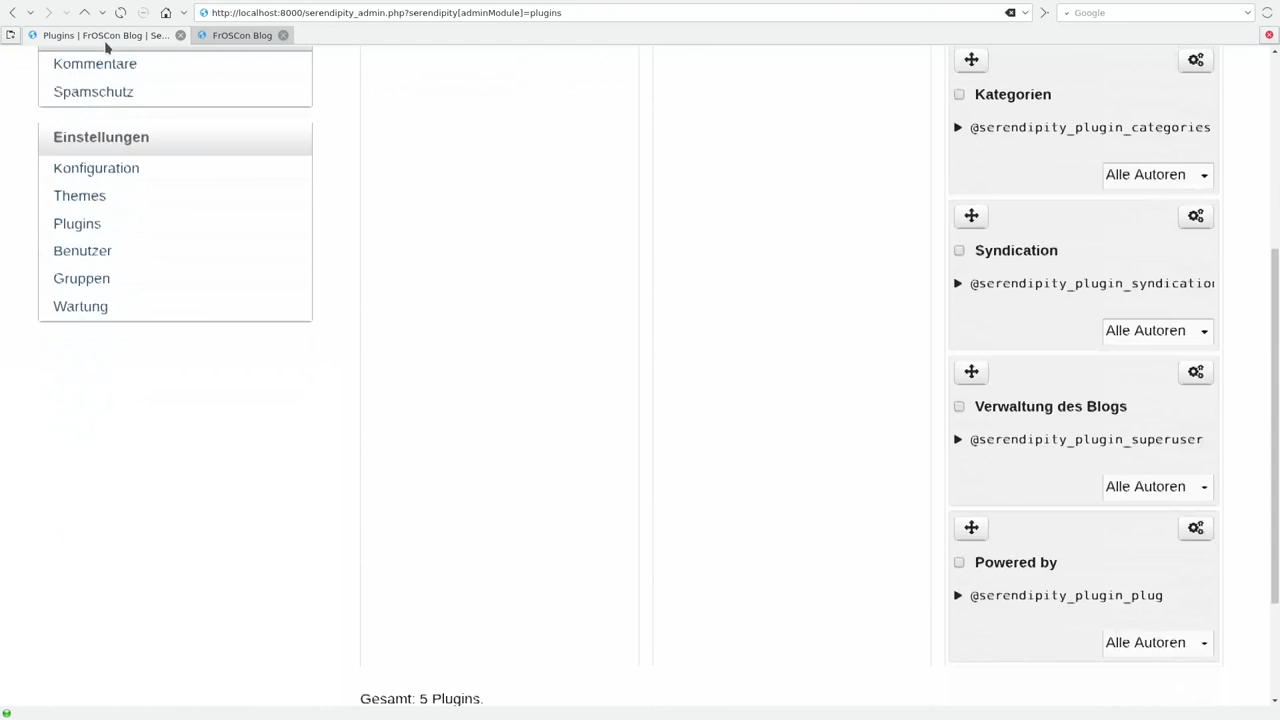 http://localhost:8000/serendipity_admin.php?serendipity[adminModule]=plugins
Google
Plugins | FrOSCon Blog | Se...
FrOSCon Blog
Kommentare
Spamschutz
Einstellungen
Konfiguration
Themes
Plugins
Benutzer
Gruppen
Wartung
Kategorien
@serendipity_plugin_categories
Alle Autoren
Syndication
@serendipity_plugin_syndication
Alle Autoren
Verwaltung des Blogs
@serendipity_plugin_superuser
Alle Autoren
Powered by
@serendipity_plugin_plug
Alle Autoren
Gesamt: 5 Plugins.